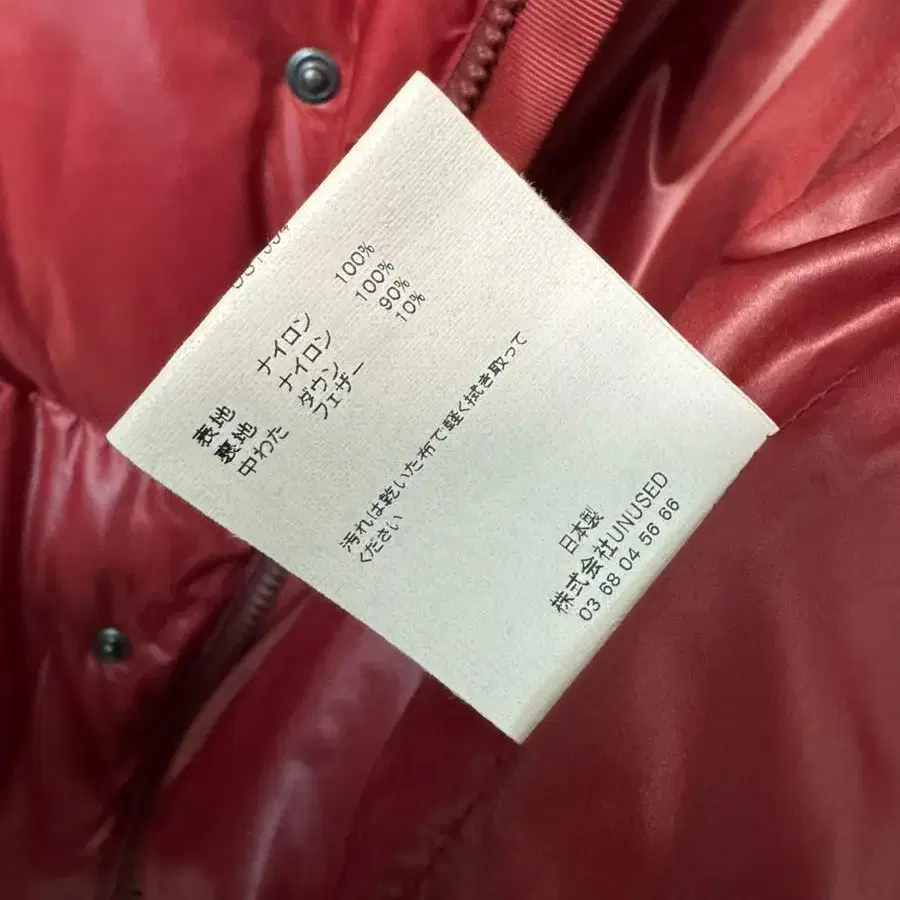 表地 ナイロン 100%
裏地 ナイロン 100%
中わた ダウン 90%
フェザー 10%
汚れは乾いた布で軽く拭き取って
ください
日本製
株式会社UNUSED
03 68 04 56 66